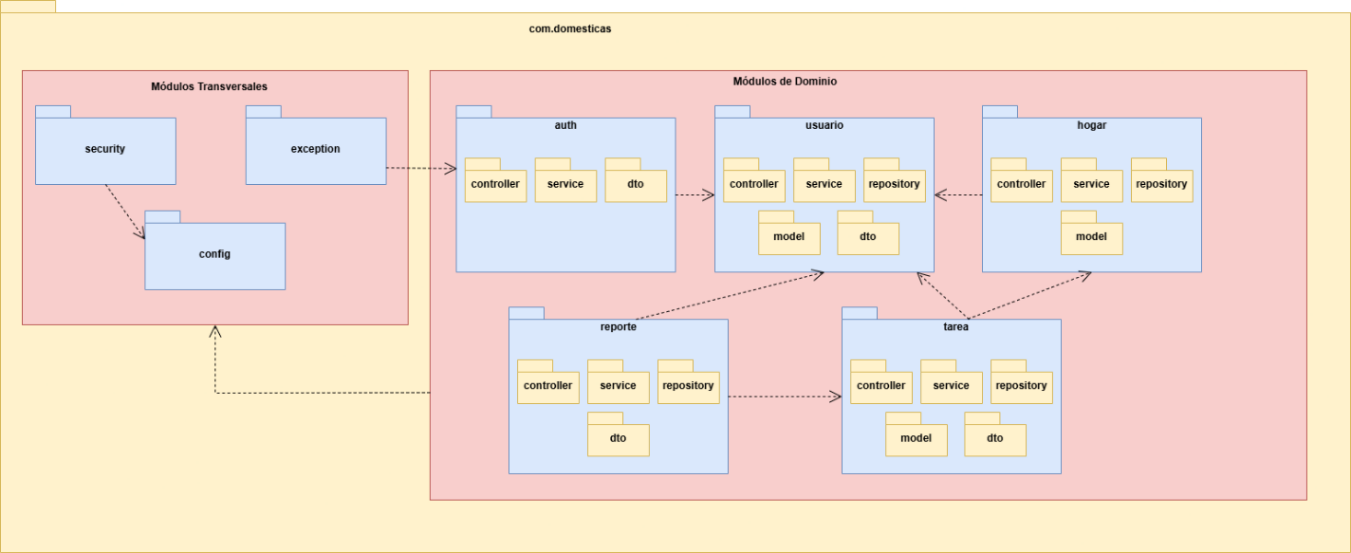 com.domesticas
Módulos Transversales
security
exception
config
Módulos de Dominio
auth
controller
service
dto
usuario
controller
service
repository
model
dto
hogar
controller
service
repository
model
reporte
controller
service
repository
dto
tarea
controller
service
repository
model
dto